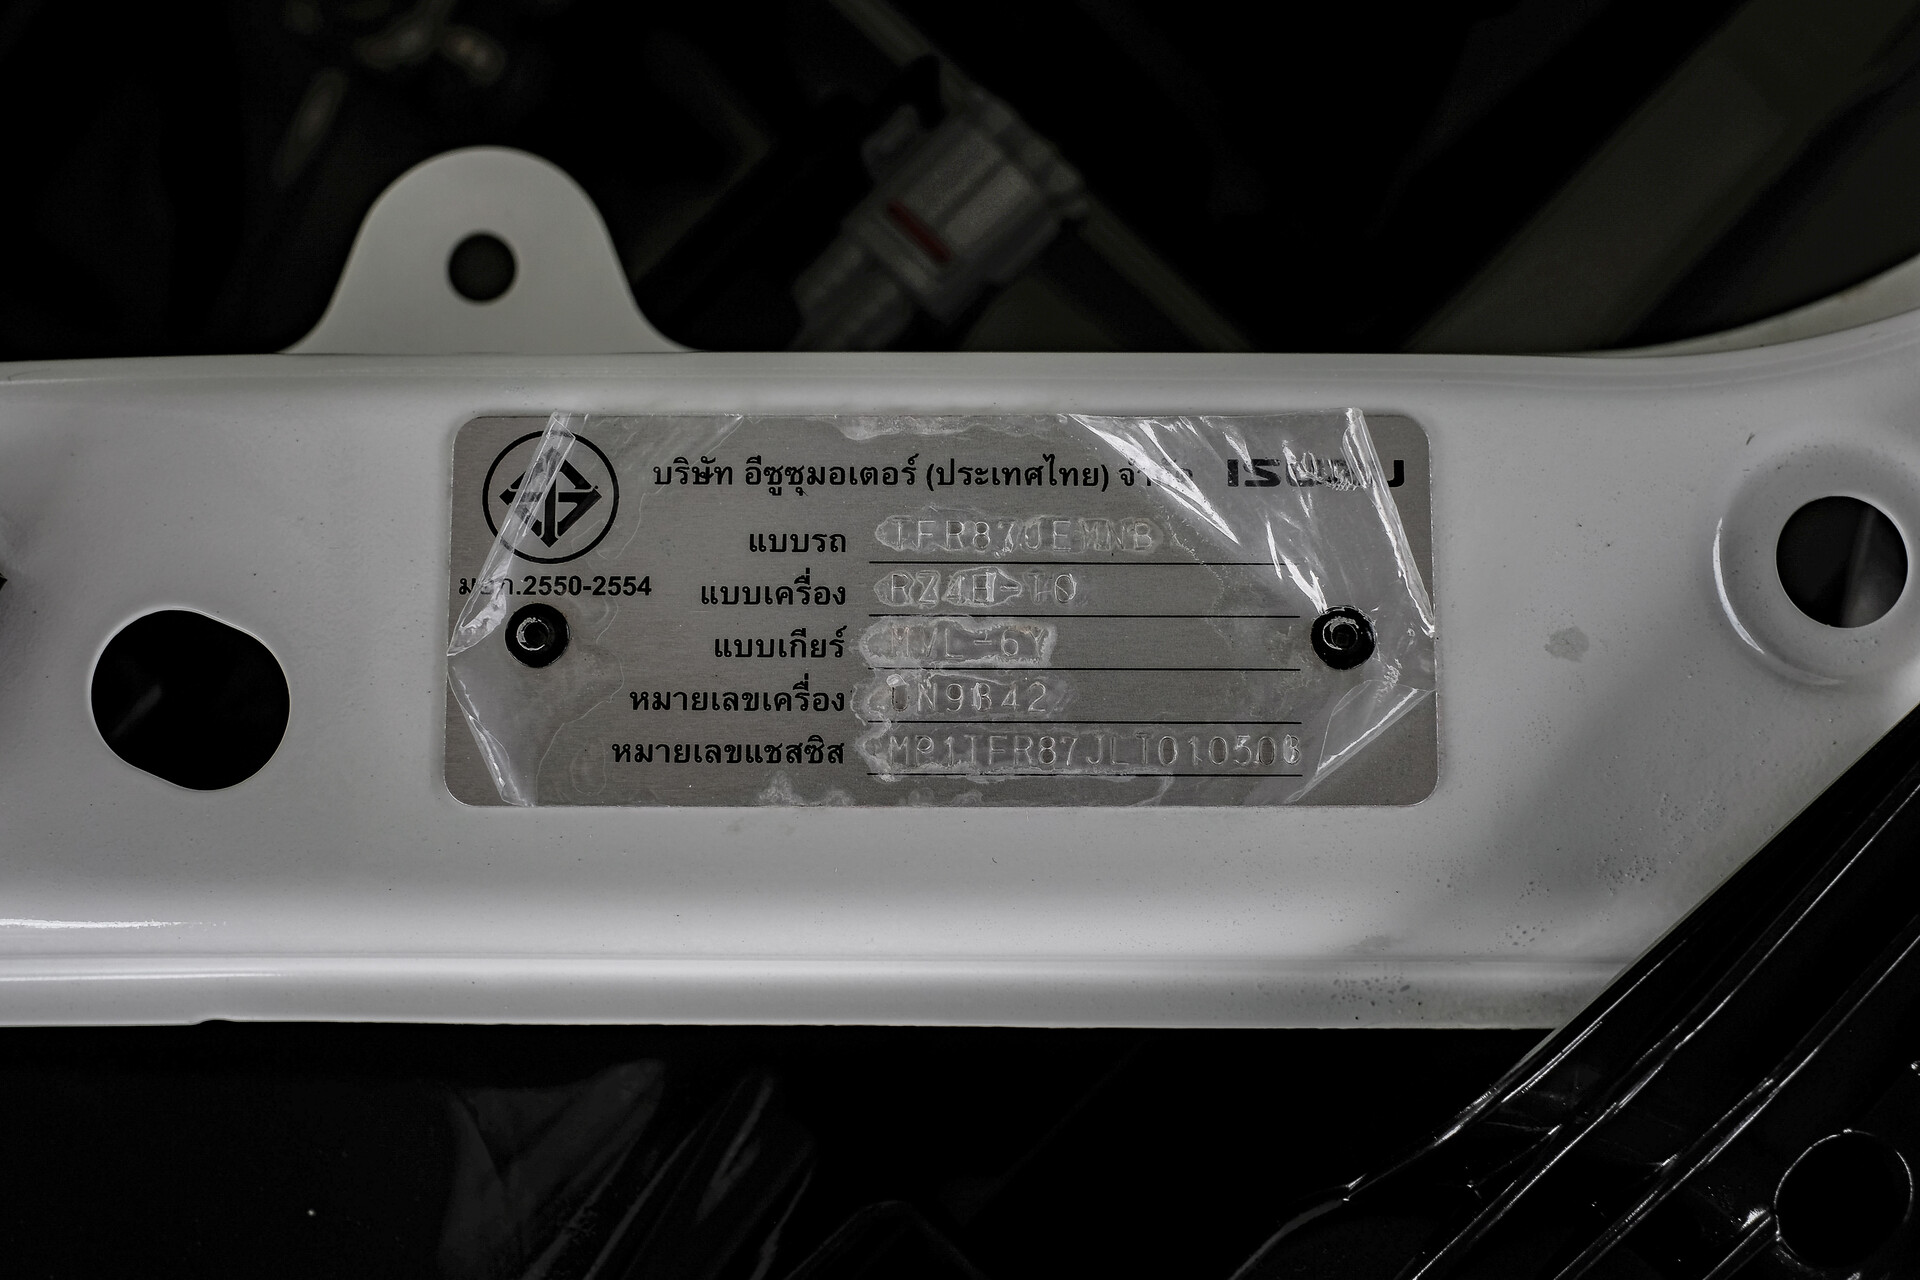 บริษัท อีซูซุมอเตอร์ (ประเทศไทย) จำกัด ISUZU
แบบรถ TFR87JEMNB
มอก.2550-2554
แบบเครื่อง RZ4E-TC
แบบเกียร์ MVL-6Y
หมายเลขเครื่อง
หมายเลขแชสซิส